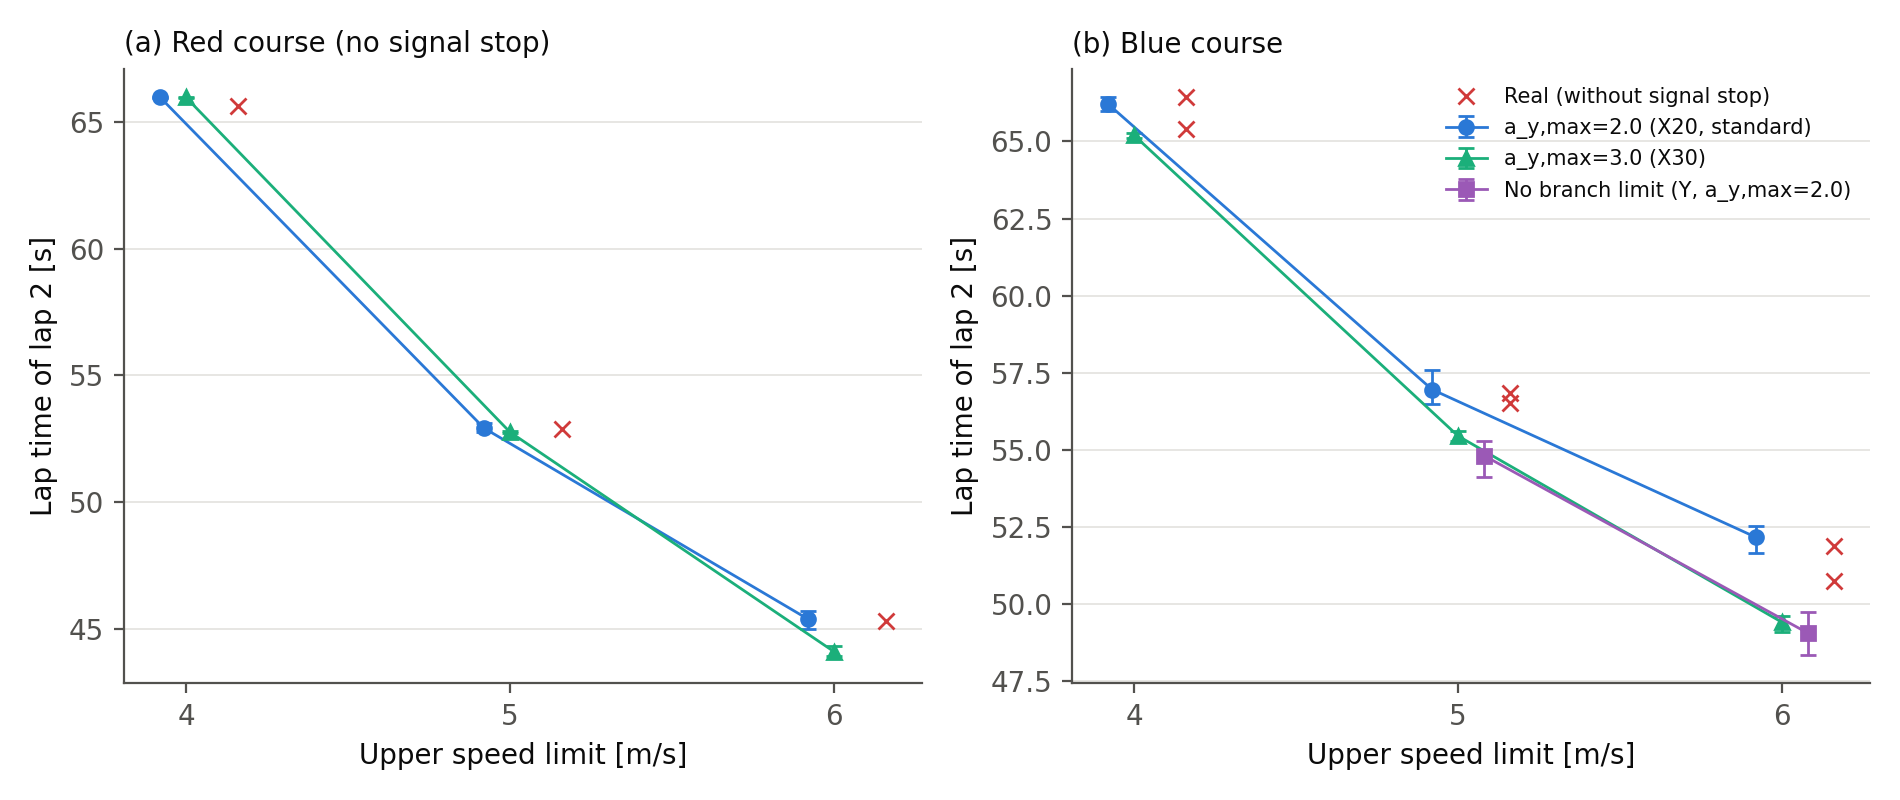 (a) Red course (no signal stop)
Lap time of lap 2 [s]
65
60
55
50
45
4
5
6
Upper speed limit [m/s]
(b) Blue course
Real (without signal stop)
a_y,max=2.0 (X20, standard)
a_y,max=3.0 (X30)
No branch limit (Y, a_y,max=2.0)
Lap time of lap 2 [s]
65.0
62.5
60.0
57.5
55.0
52.5
50.0
47.5
4
5
6
Upper speed limit [m/s]